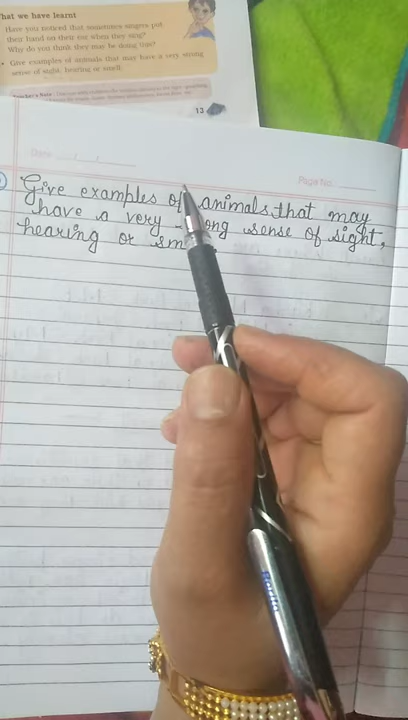 hat we have learnt
Have you noticed that sometimes singers put
their hand on their ear when they sing?
Why do you think they may be doing this?
Give examples of animals that may have a very strong
sense of sight, hearing or smell.
13
Date
Page No.
Give examples of animals that may
have a very ong sense of sight,
hearing or sm